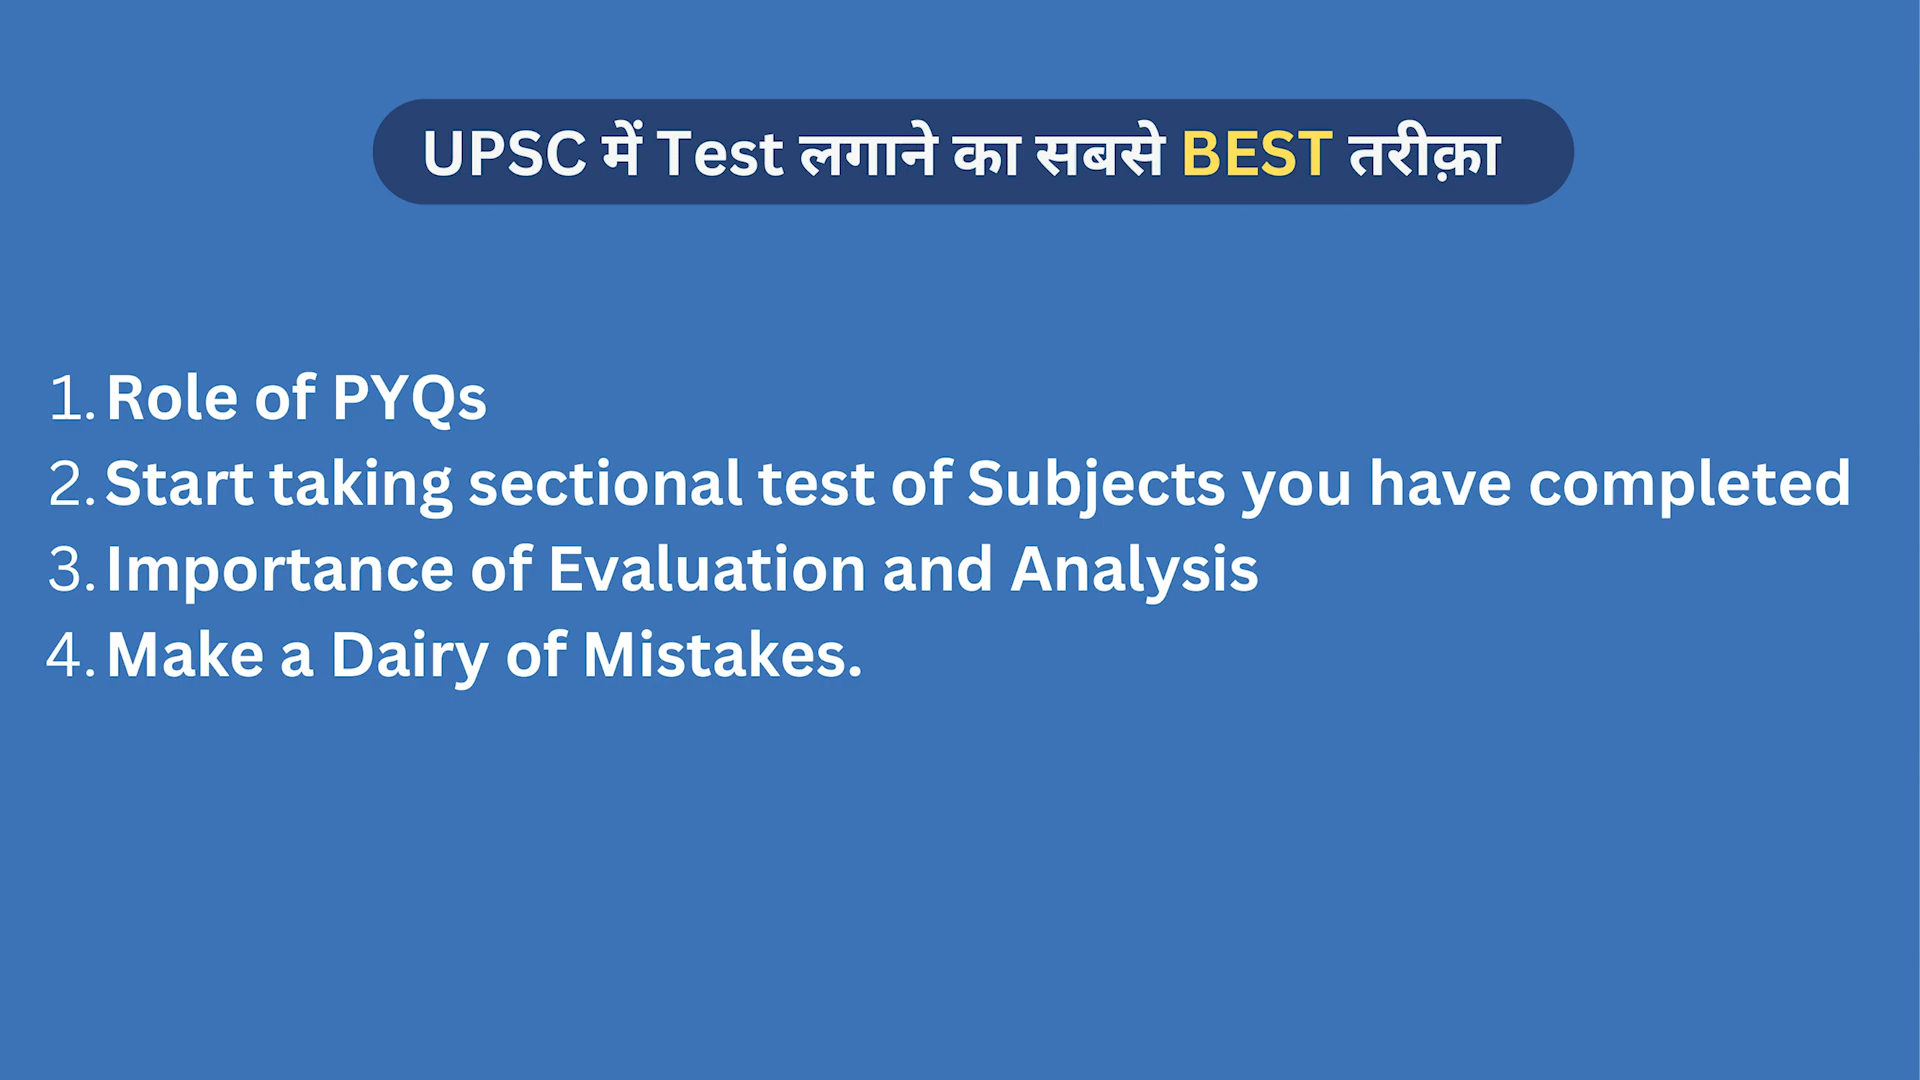 UPSC में Test लगाने का सबसे BEST तरीक़ा
1. Role of PYQs
2. Start taking sectional test of Subjects you have completed
3. Importance of Evaluation and Analysis
4. Make a Dairy of Mistakes.